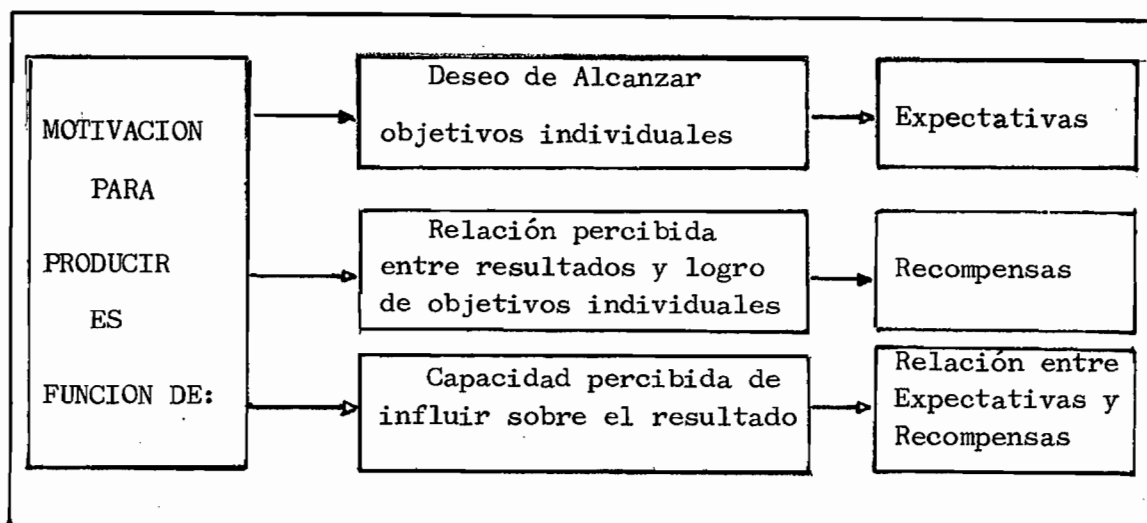 MOTIVACION
PARA
PRODUCIR
ES
FUNCION DE:
Deseo de Alcanzar
objetivos individuales
Expectativas
Relación percibida
entre resultados y logro
de objetivos individuales
Recompensas
Capacidad percibida de
influir sobre el resultado
Relación entre
Expectativas y
Recompensas